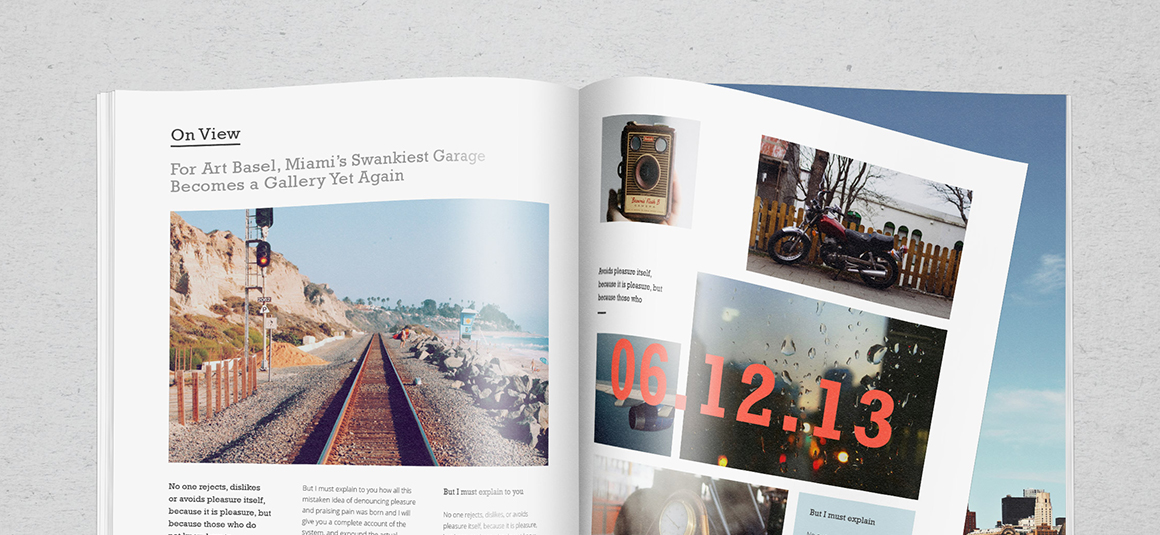 On View
For Art Basel, Miami's Swankiest Garage
Becomes a Gallery Yet Again
No one rejects, dislikes
or avoids pleasure itself,
because it is pleasure, but
because those who do
But I must explain to you how all this
mistaken idea of denouncing pleasure
and praising pain was born and I will
give you a complete account of the
system, and expound the actual
But I must explain to you
No one rejects, dislikes, or avoids
pleasure itself, because it is pleasure,
Avoids pleasure itself,
because it is pleasure, but
because those who
06.12.13
But I must explain